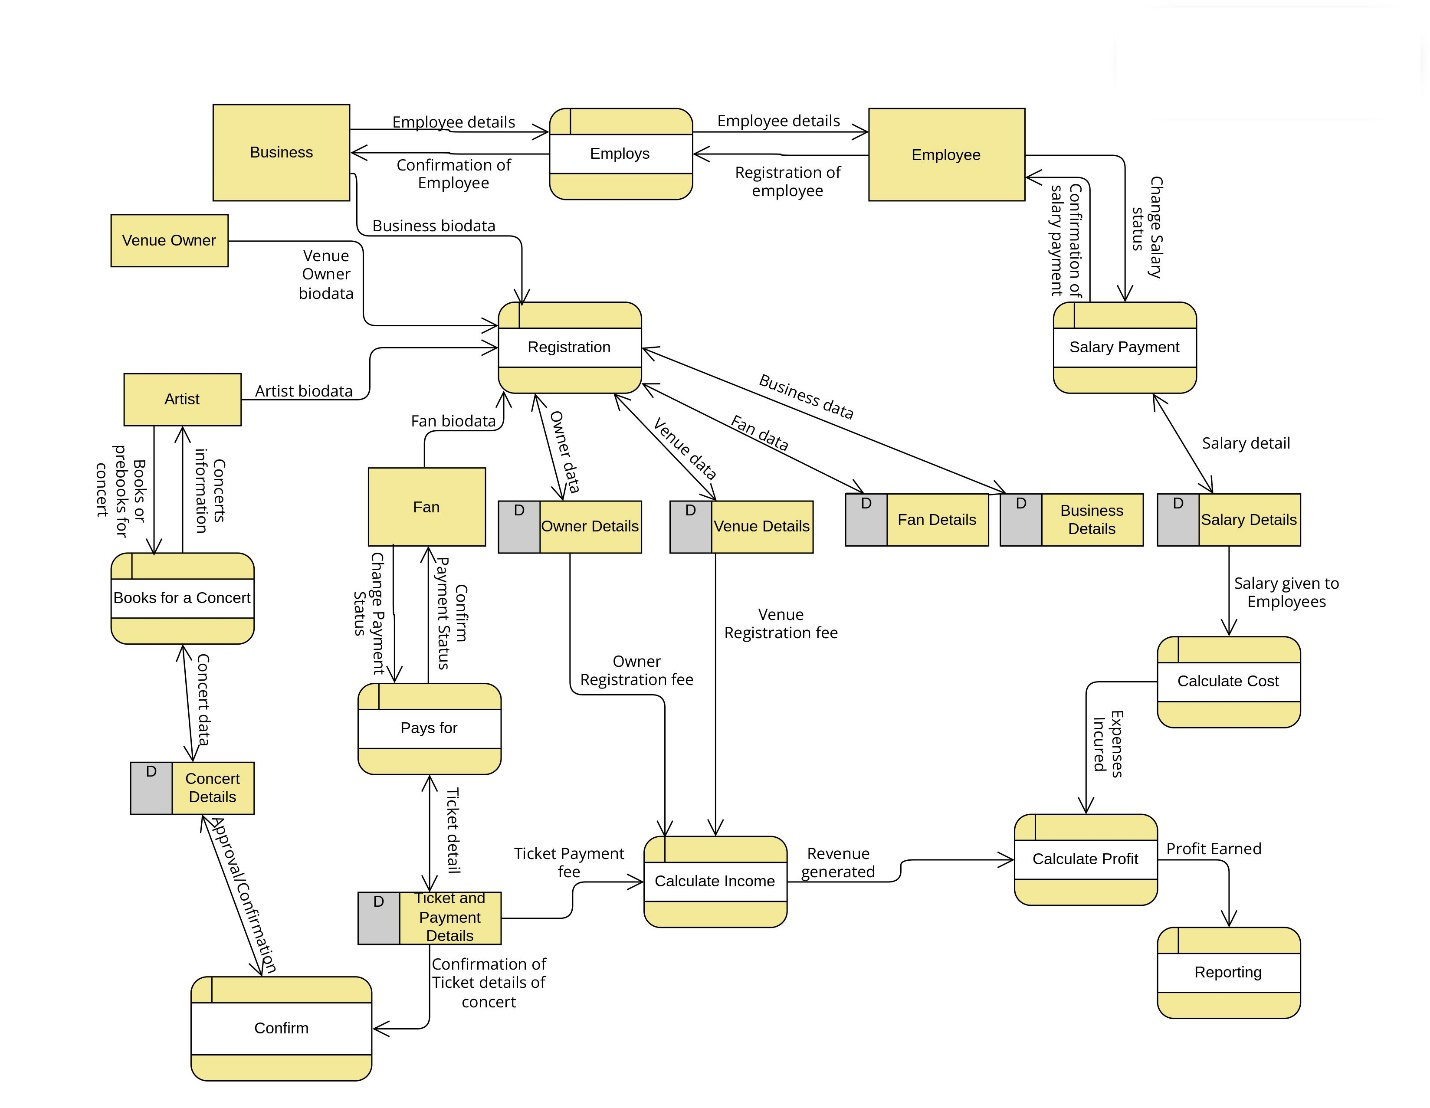 Business
Employee details
Confirmation of
Employee
Employs
Employee details
Registration of
employee
Employee
Change Salary
status
Confirmation of
salary payment
Venue Owner
Business biodata
Venue
Owner
biodata
Registration
Salary Payment
Artist
Artist biodata
Fan biodata
Owner data
Venue data
Fan data
Business data
Salary detail
Books or
prebooks for
concert
Concerts
information
Fan
D
Owner Details
D
Venue Details
D
Fan Details
D
Business
Details
D
Salary Details
Books for a Concert
Change Payment
Status
Confirm
Payment Status
Venue
Registration fee
Salary given to
Employees
Owner
Registration fee
Concert data
Pays for
Calculate Cost
Expenses
Incured
D
Concert
Details
Ticket detail
Approval/Confirmation
Ticket Payment
fee
Calculate Income
Revenue
generated
Calculate Profit
Profit Earned
D
Ticket and
Payment
Details
Confirmation of
Ticket details of
concert
Reporting
Confirm